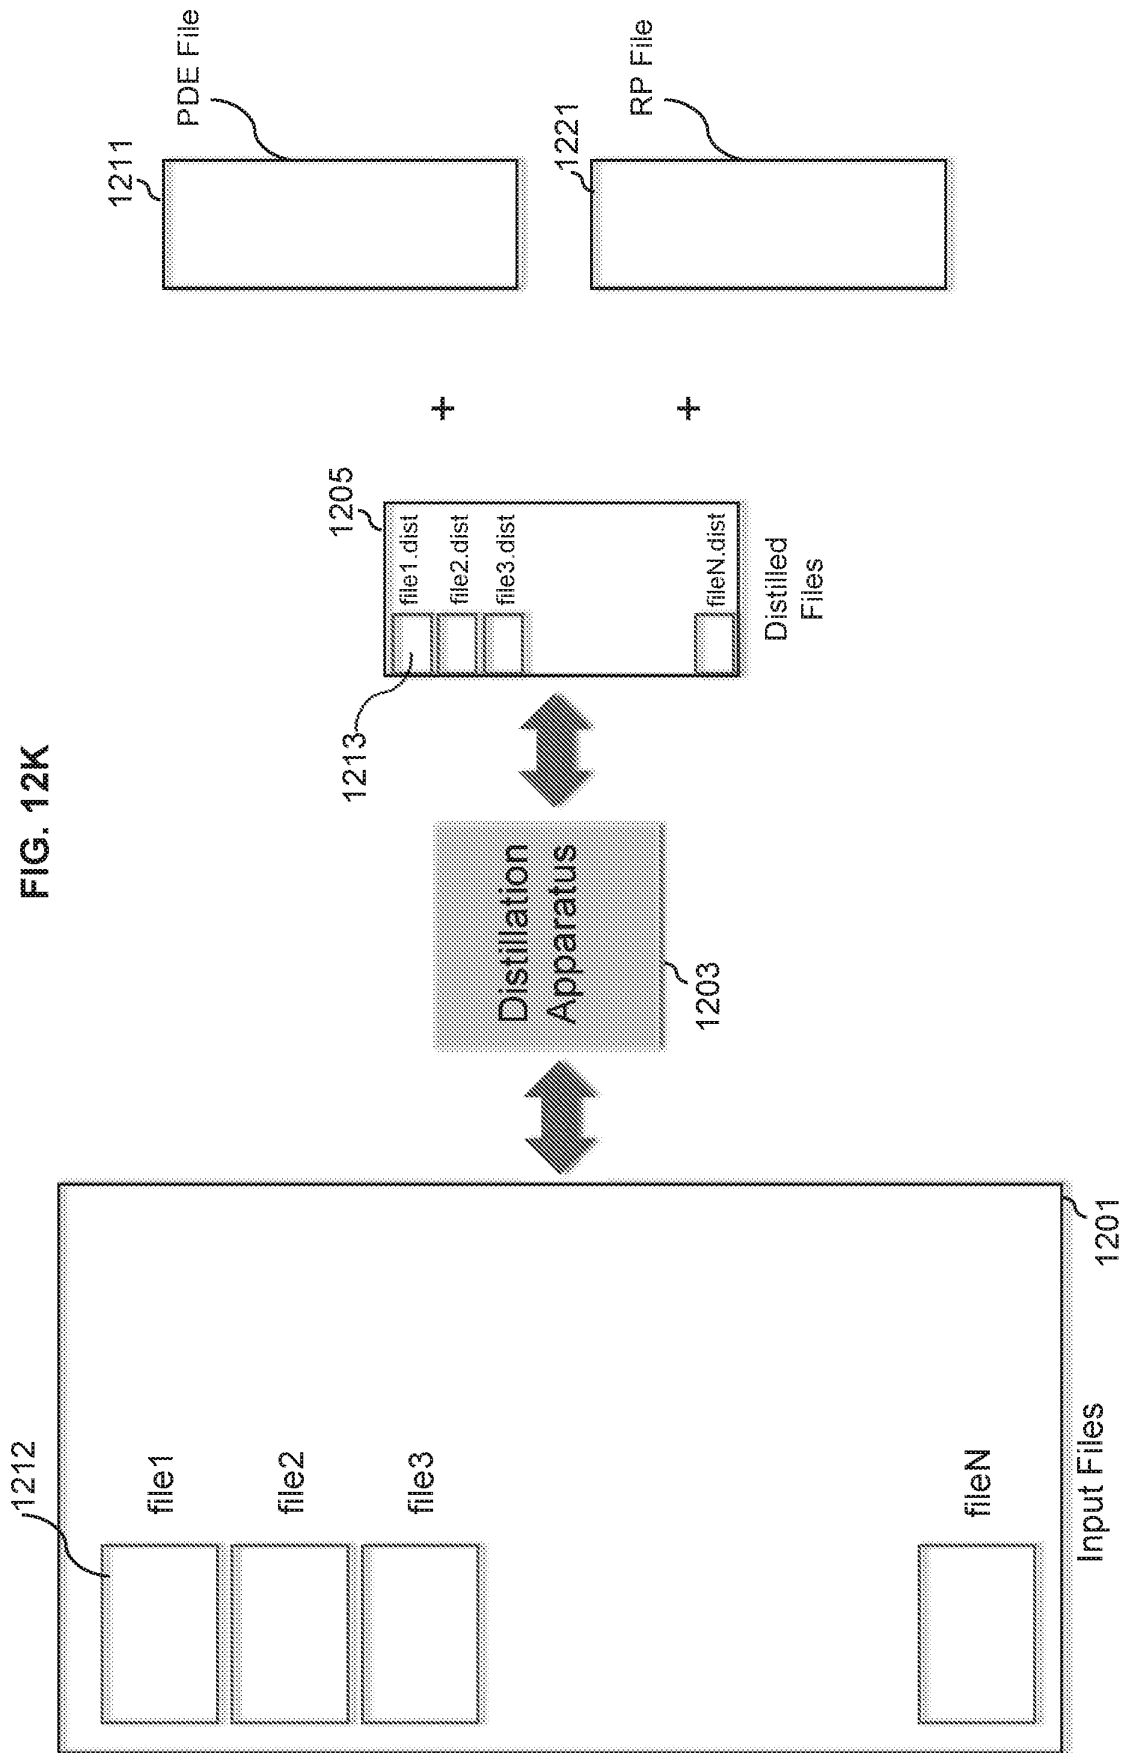 FIG. 12K
1212
file1
file2
file3
fileN
Input Files
1201
Distillation
Apparatus
1203
1213
1205
file1.dist
file2.dist
file3.dist
fileN.dist
Distilled
Files
+
+
1211
PDE File
1221
RP File